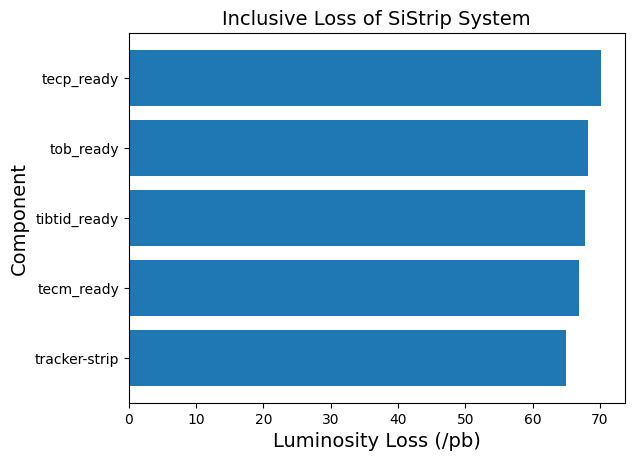 Inclusive Loss of SiStrip System
Component
tecp_ready
tob_ready
tibtid_ready
tecm_ready
tracker-strip
0 10 20 30 40 50 60 70
Luminosity Loss (/pb)